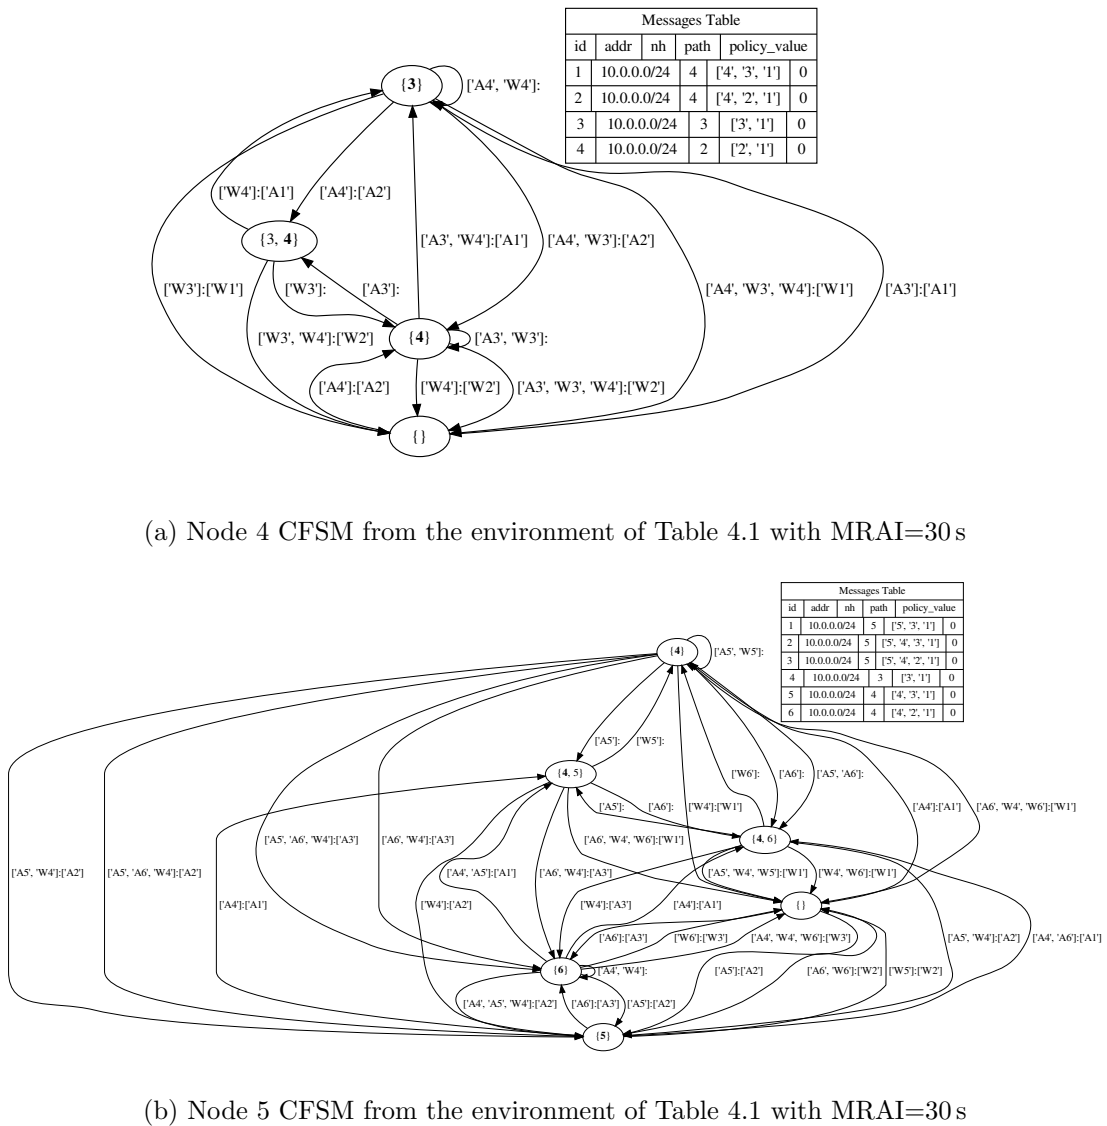 Messages Table
id addr nh path policy_value
1 10.0.0.0/24 4 ['4', '3', '1'] 0
2 10.0.0.0/24 4 ['4', '2', '1'] 0
3 10.0.0.0/24 3 ['3', '1'] 0
4 10.0.0.0/24 2 ['2', '1'] 0
{3}
['A4', 'W4']:
['W4']:['A1']
['A4']:['A2']
{3, 4}
['A3', 'W4']:['A1']
['A4', 'W3']:['A2']
['W3']:['W1']
['W3']:
['A3']:
['A4', 'W3', 'W4']:['W1']
['A3']:['A1']
['W3', 'W4']:['W2']
{4}
['A3', 'W3']:
['A4']:['A2']
['W4']:['W2']
['A3', 'W3', 'W4']:['W2']
{}
(a) Node 4 CFSM from the environment of Table 4.1 with MRAI=30 s
Messages Table
id addr nh path policy_value
1 10.0.0.0/24 5 ['5', '3', '1'] 0
2 10.0.0.0/24 5 ['5', '4', '3', '1'] 0
3 10.0.0.0/24 5 ['5', '4', '2', '1'] 0
4 10.0.0.0/24 3 ['3', '1'] 0
5 10.0.0.0/24 4 ['4', '3', '1'] 0
6 10.0.0.0/24 4 ['4', '2', '1'] 0
{4}
['A5', 'W5']:
['A5']:
['W5']:
{4, 5}
['W6']:
['A6']:
['A5', 'A6']:
['A5']:
['A6']:
['W4']:['W1']
['A4']:['A1']
['A6', 'W4', 'W6']:['W1']
['A5', 'A6', 'W4']:['A3']
['A6', 'W4']:['A3']
['A6', 'W4', 'W6']:['W1']
{4, 6}
['A5', 'W4']:['A2']
['A5', 'A6', 'W4']:['A2']
['A4', 'A5']:['A1']
['A6', 'W4']:['A3']
['A5', 'W4', 'W5']:['W1']
['W4', 'W6']:['W1']
['A4']:['A1']
['W4']:['A2']
['W4']:['A3']
['A4']:['A1']
{}
['A6']:['A3']
['W6']:['W3']
['A4', 'W4', 'W6']:['W3']
['A5', 'W4']:['A2']
['A4', 'A6']:['A1']
{6}
['A4', 'W4']:
['A5']:['A2']
['A6', 'W6']:['W2']
['W5']:['W2']
['A4', 'A5', 'W4']:['A2']
['A6']:['A3']
['A5']:['A2']
{5}
(b) Node 5 CFSM from the environment of Table 4.1 with MRAI=30 s